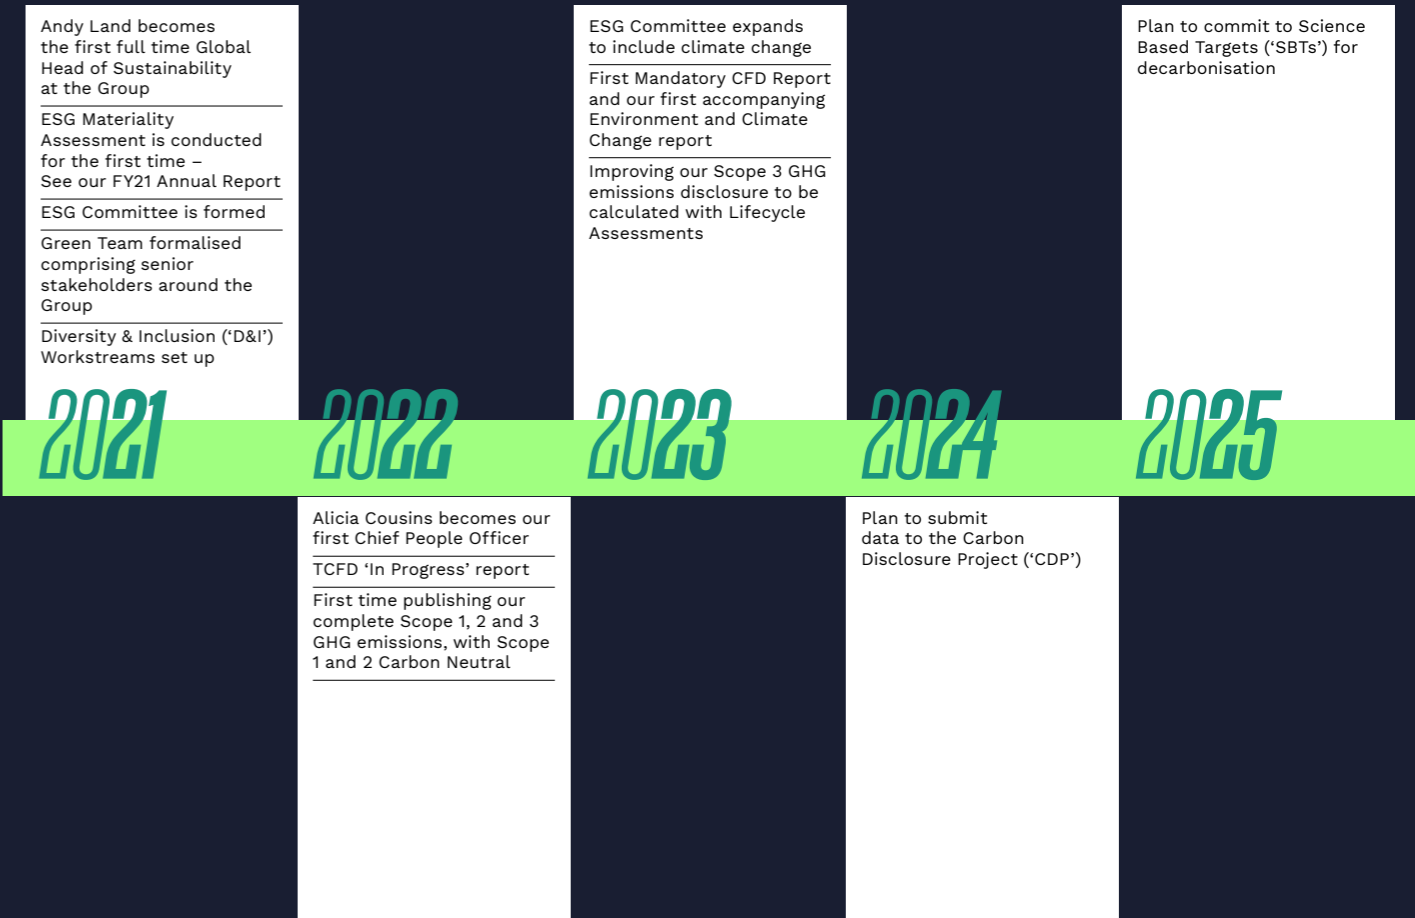 Andy Land becomes
the first full time Global
Head of Sustainability
at the Group
ESG Materiality
Assessment is conducted
for the first time –
See our FY21 Annual Report
ESG Committee is formed
Green Team formalised
comprising senior
stakeholders around the
Group
Diversity & Inclusion (‘D&I’)
Workstreams set up
2021
2022
Alicia Cousins becomes our
first Chief People Officer
TCFD ‘In Progress’ report
First time publishing our
complete Scope 1, 2 and 3
GHG emissions, with Scope
1 and 2 Carbon Neutral
ESG Committee expands
to include climate change
First Mandatory CFD Report
and our first accompanying
Environment and Climate
Change report
Improving our Scope 3 GHG
emissions disclosure to be
calculated with Lifecycle
Assessments
2023
2024
Plan to submit
data to the Carbon
Disclosure Project (‘CDP’)
Plan to commit to Science
Based Targets (‘SBTs’) for
decarbonisation
2025